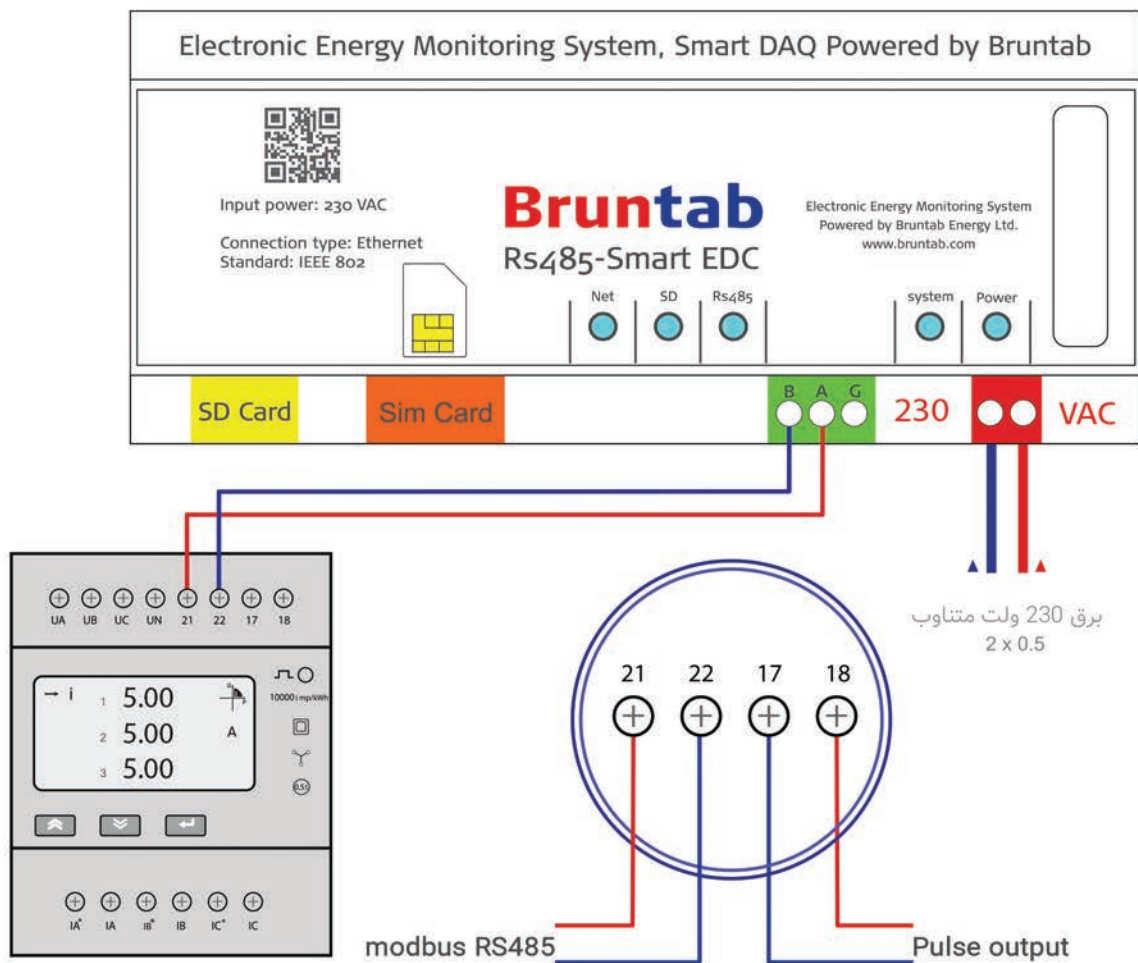 Electronic Energy Monitoring System, Smart DAQ Powered by Bruntab
Input power: 230 VAC
Connection type: Ethernet
Standard: IEEE 802
Bruntab
Rs485-Smart EDC
Electronic Energy Monitoring System
Powered by Bruntab Energy Ltd.
www.bruntab.com
Net SD Rs485 system Power
SD Card
Sim Card
B A G
230 VAC
برق 230 ولت متناوب
2 x 0.5
UA UB UC UN 21 22 17 18
→ i
1 5.00
2 5.00
3 5.00
A
10000 imp/kWh
0.5s
IA* IA IB* IB IC* IC
21 22 17 18
modbus RS485
Pulse output